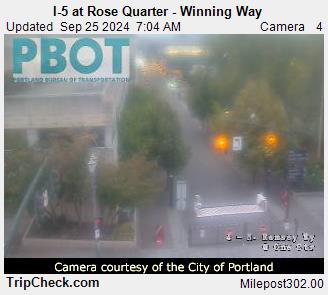 I-5 at Rose Quarter - Winning Way
Updated Sep 25 2024 7:04 AM Camera 4
PBOT
PORTLAND BUREAU OF TRANSPORTATION
Camera courtesy of the City of Portland
TripCheck.com Milepost302.00